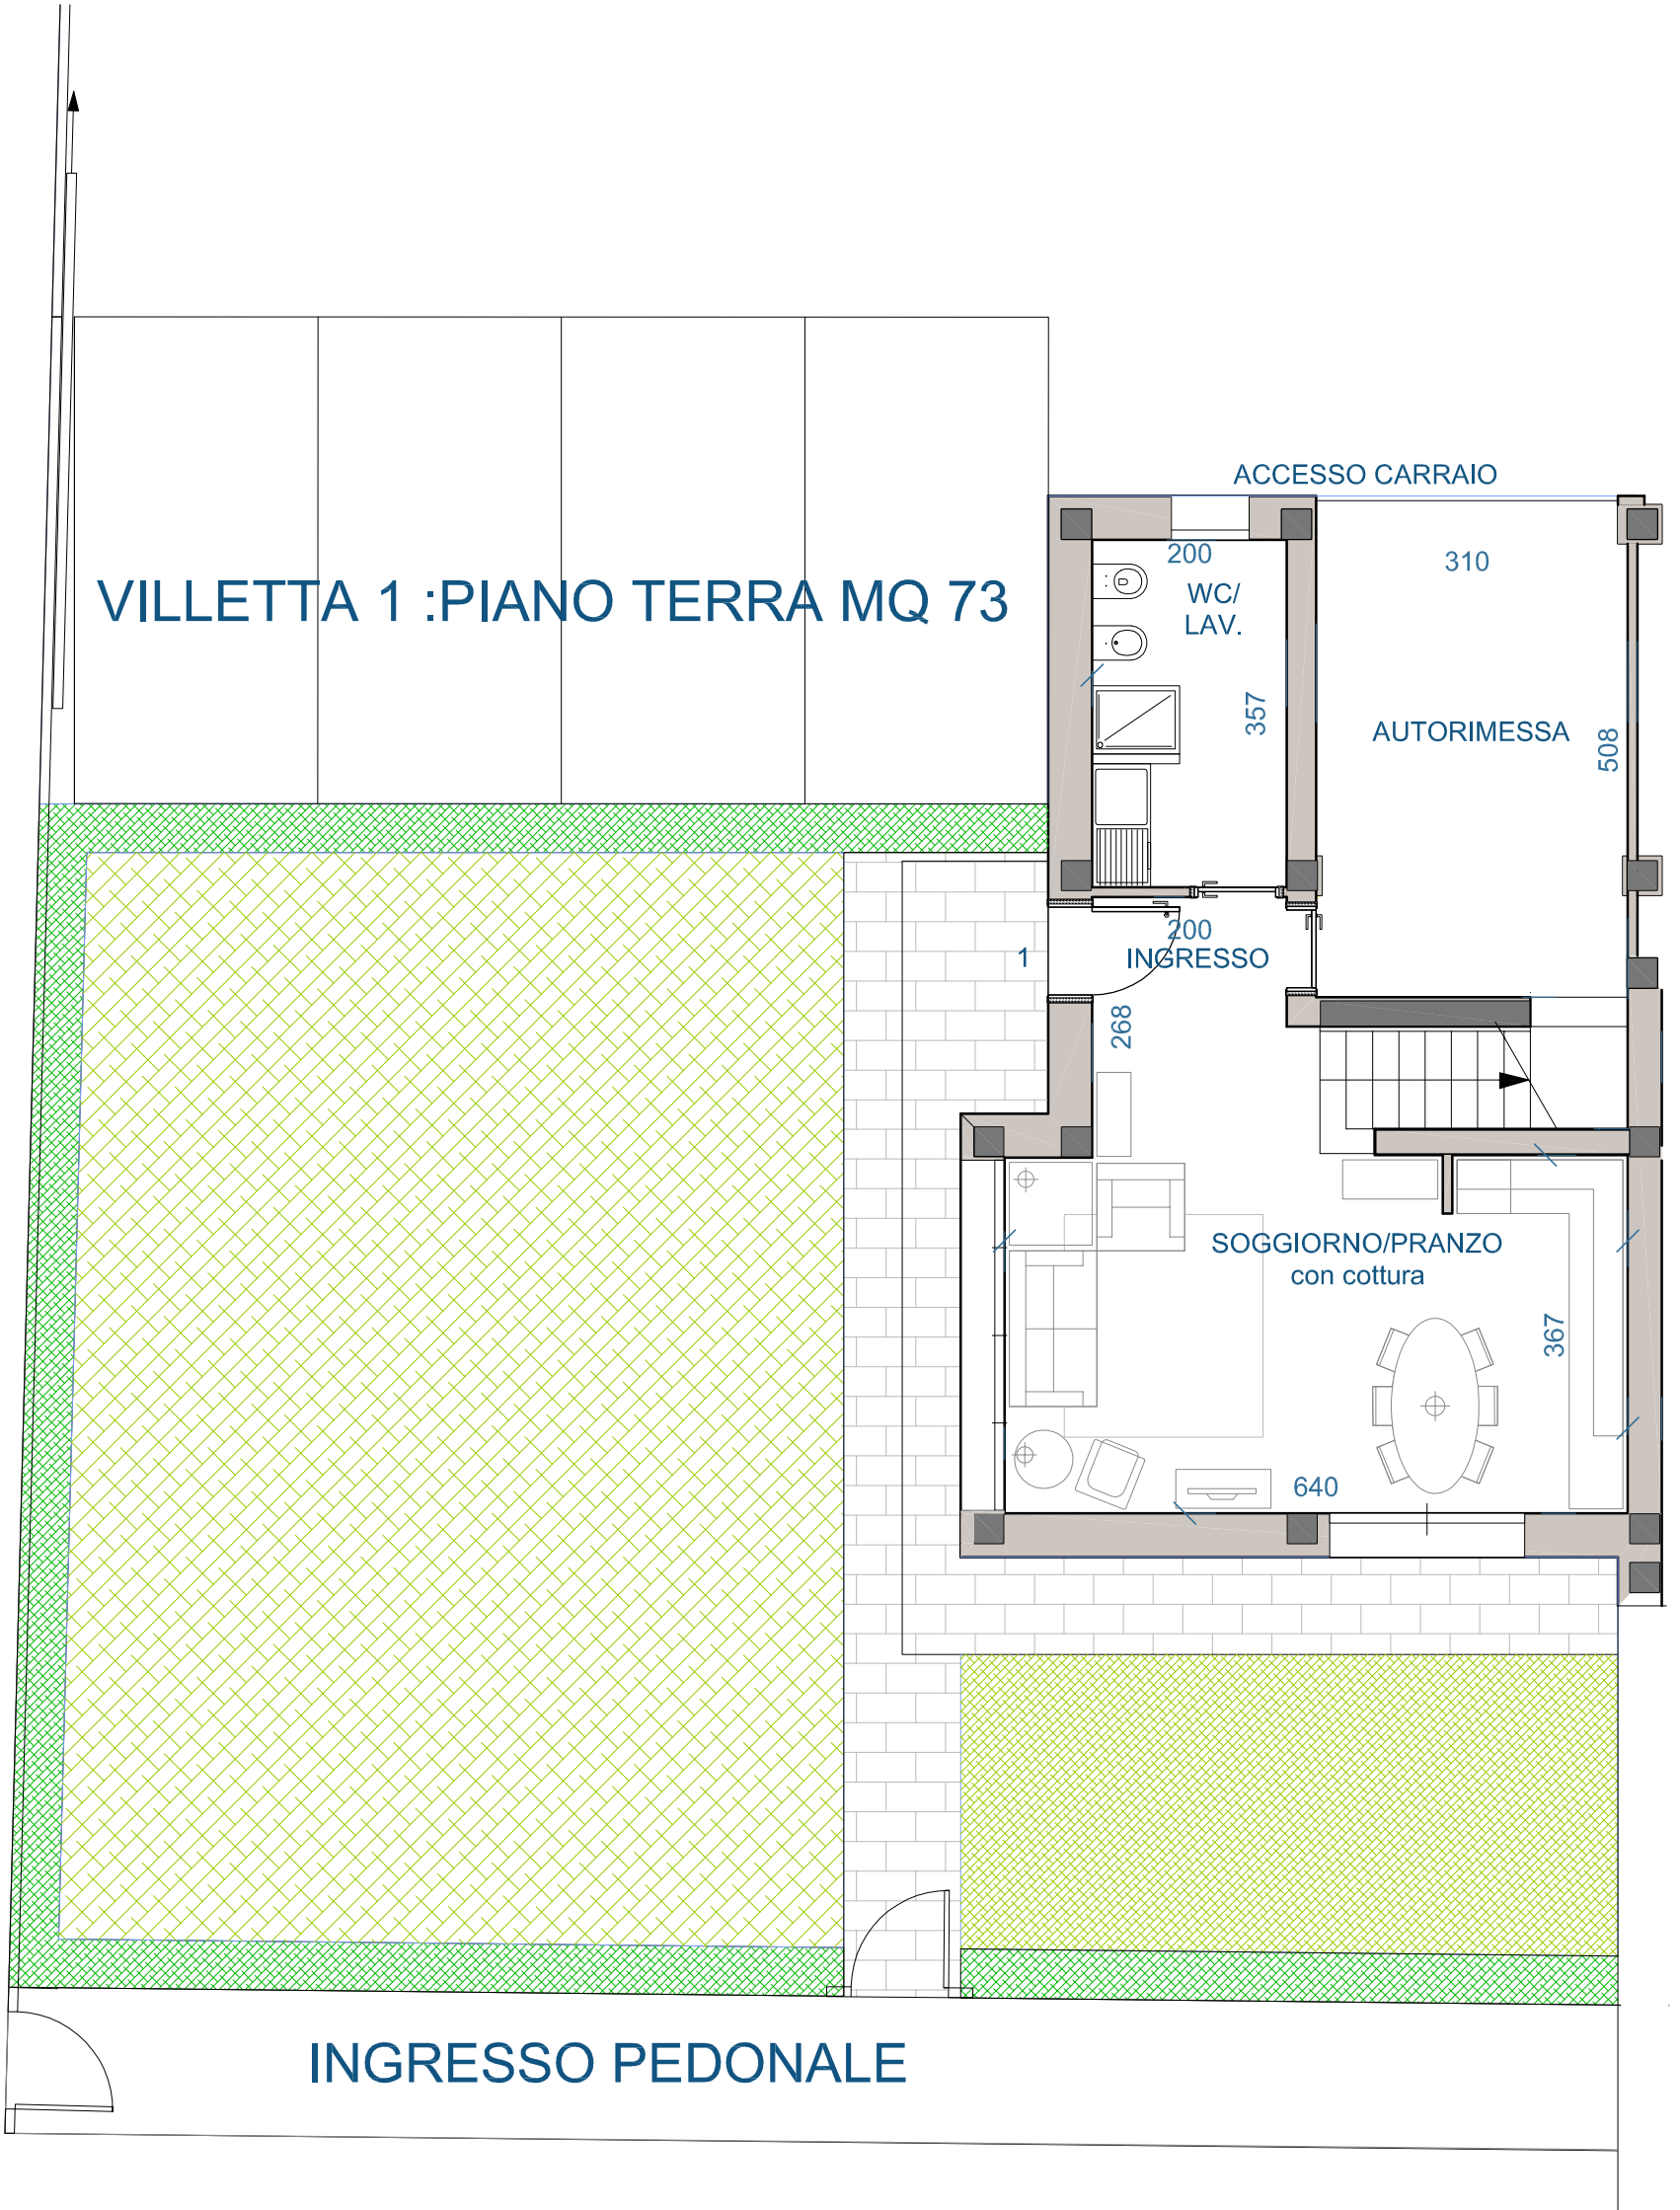 ACCESSO CARRAIO
200
310
VILLETTA 1 :PIANO TERRA MQ 73
WC/
LAV.
357
AUTORIMESSA
508
200
1
INGRESSO
268
SOGGIORNO/PRANZO
con cottura
367
640
INGRESSO PEDONALE